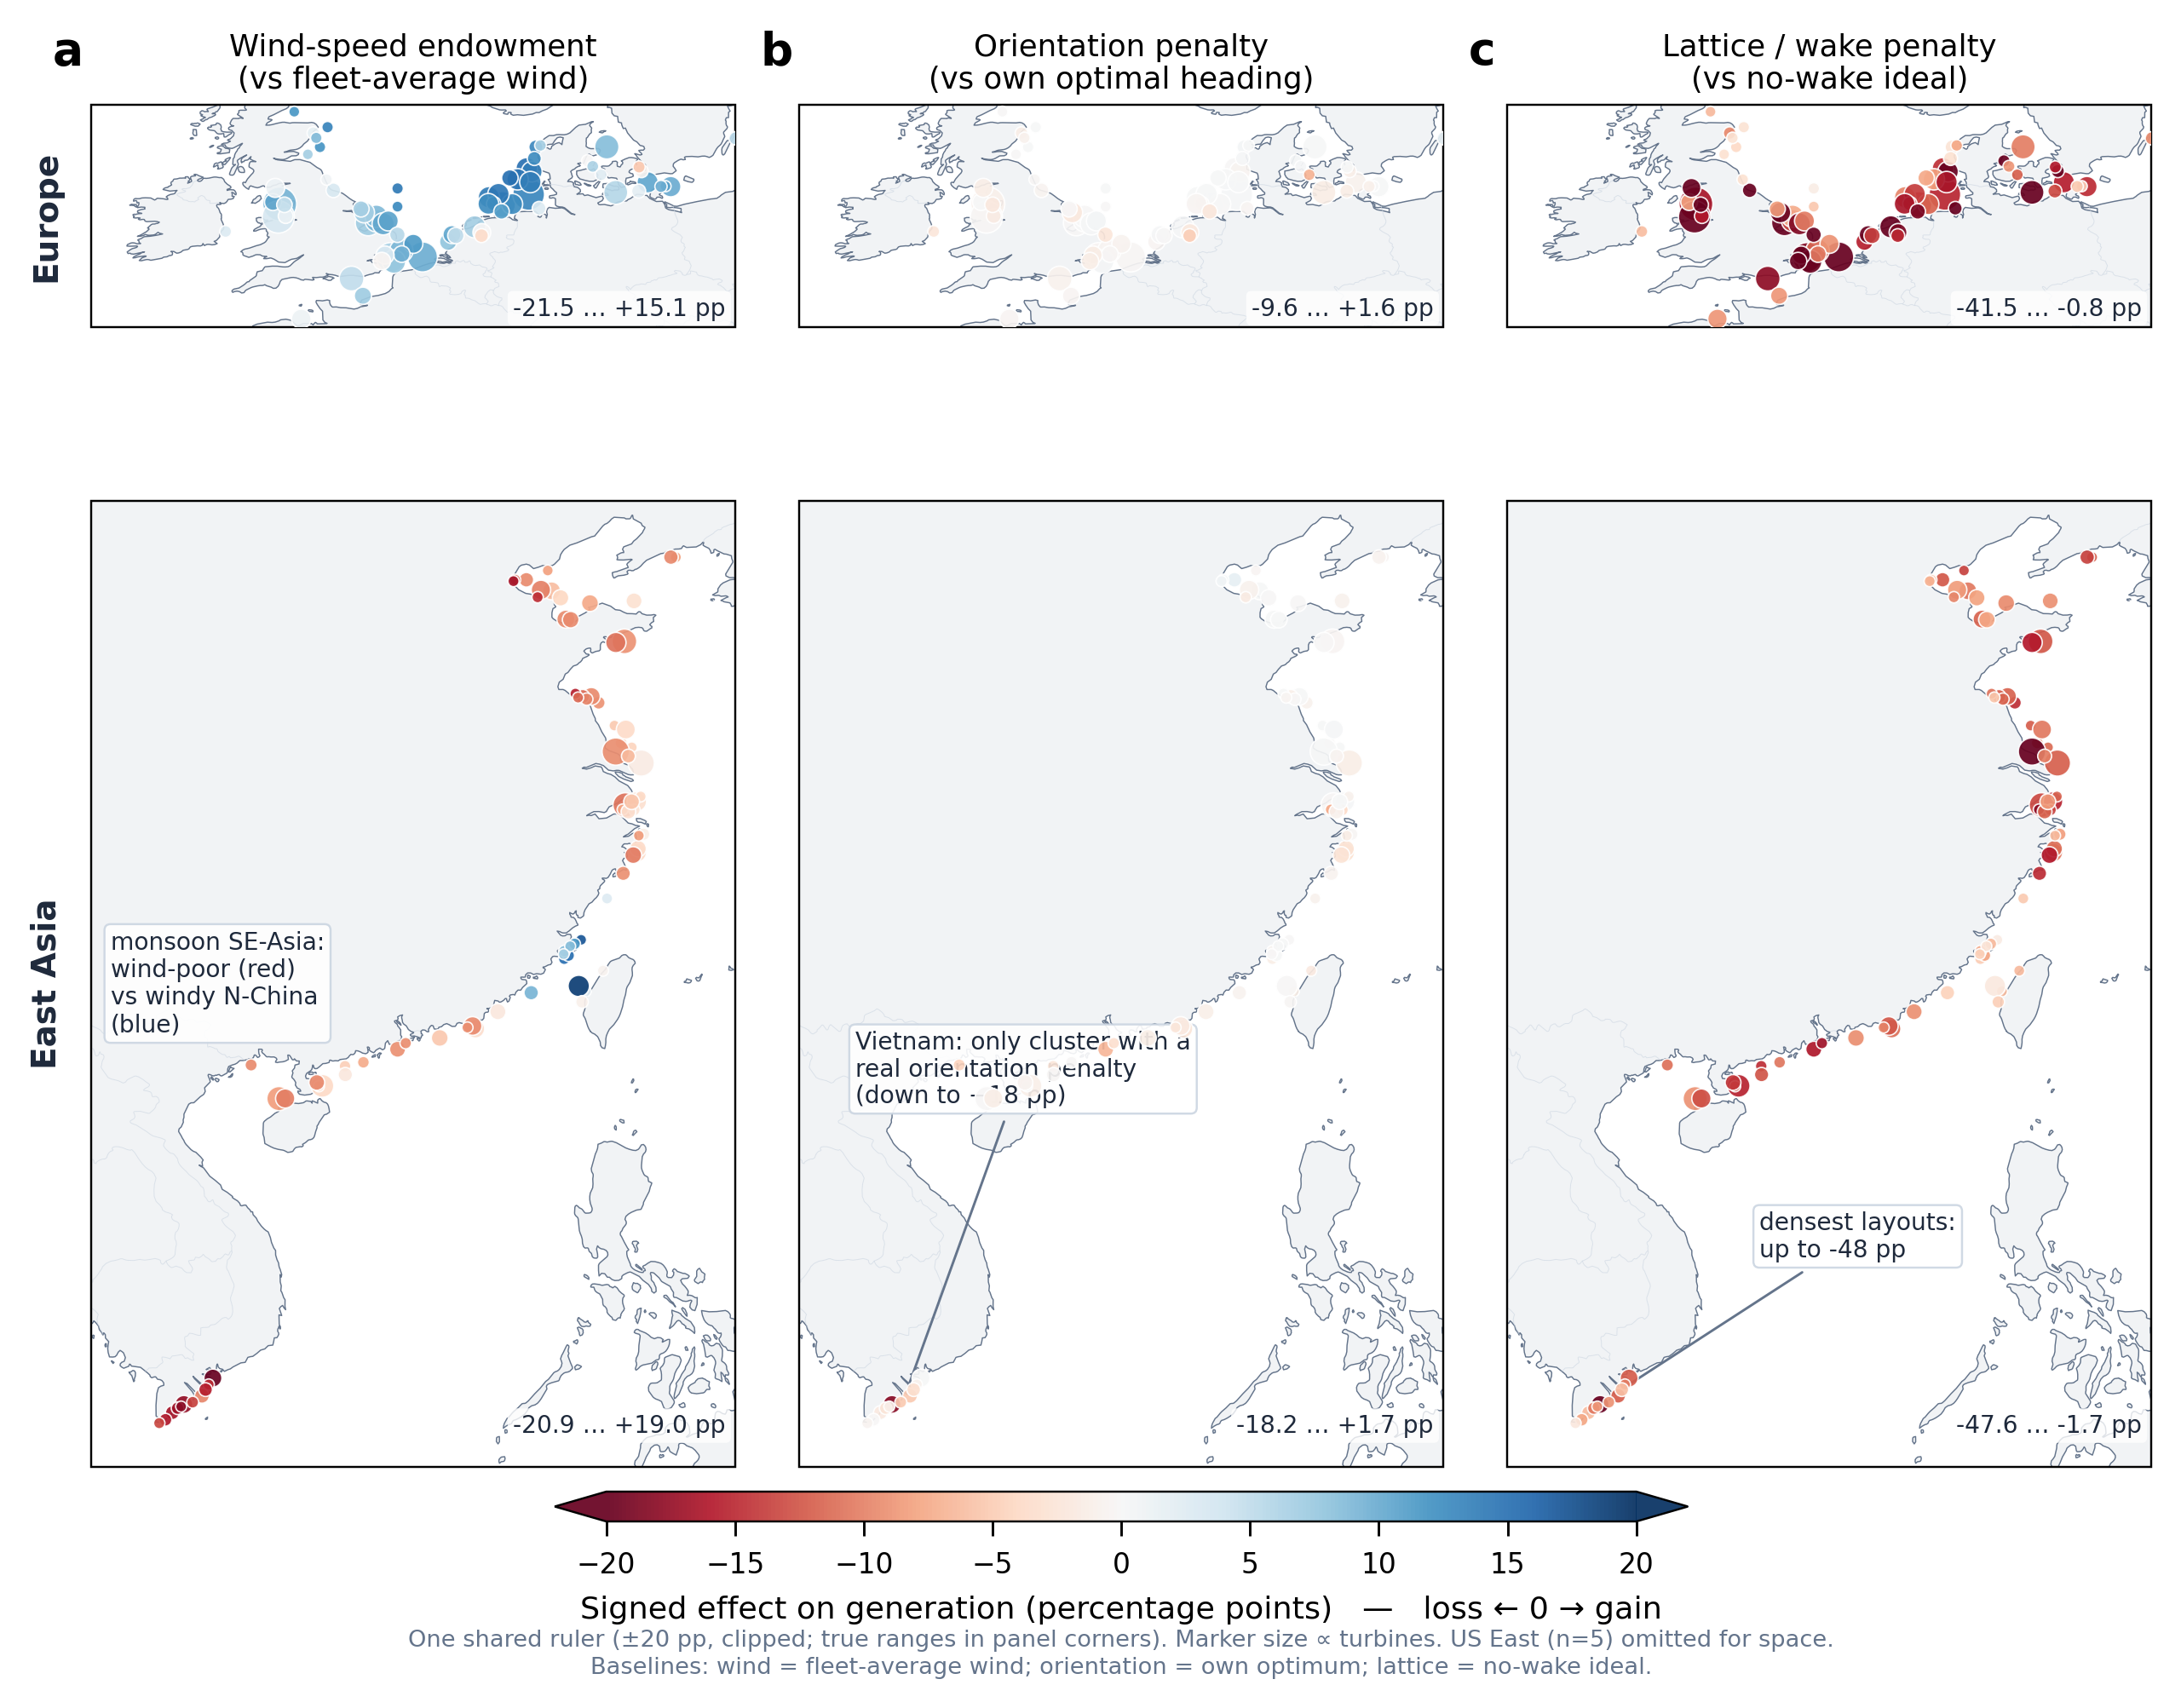 a
Wind-speed endowment
(vs fleet-average wind)
b
Orientation penalty
(vs own optimal heading)
c
Lattice / wake penalty
(vs no-wake ideal)
Europe
-21.5 ... +15.1 pp
-9.6 ... +1.6 pp
-41.5 ... -0.8 pp
East Asia
monsoon SE-Asia:
wind-poor (red)
vs windy N-China
(blue)
Vietnam: only cluster with a
real orientation penalty
(down to -18 pp)
densest layouts:
up to -48 pp
-20.9 ... +19.0 pp
-18.2 ... +1.7 pp
-47.6 ... -1.7 pp
−20 −15 −10 −5 0 5 10 15 20
Signed effect on generation (percentage points) — loss ← 0 → gain
One shared ruler (±20 pp, clipped; true ranges in panel corners). Marker size ∝ turbines. US East (n=5) omitted for space.
Baselines: wind = fleet-average wind; orientation = own optimum; lattice = no-wake ideal.